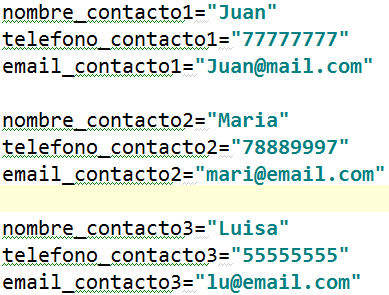 nombre_contacto1="Juan"
telefono_contacto1="77777777"
email_contacto1="Juan@mail.com"
nombre_contacto2="Maria"
telefono_contacto2="78889997"
email_contacto2="mari@email.com"
nombre_contacto3="Luisa"
telefono_contacto3="55555555"
email_contacto3="lu@email.com"